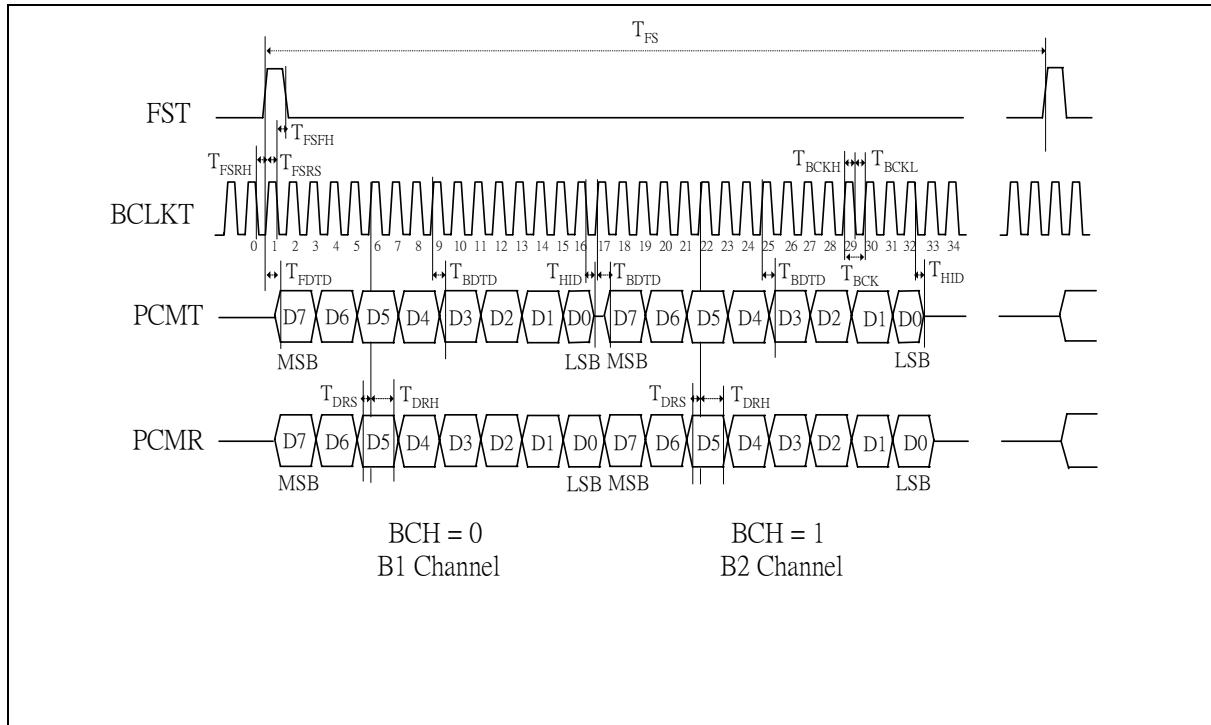 T_FS
FST
T_FSFH
T_FSRH T_FSRS T_BCKH T_BCKL
BCLKT
0 1 2 3 4 5 6 7 8 9 10 11 12 13 14 15 16 17 18 19 20 21 22 23 24 25 26 27 28 29 30 31 32 33 34
T_FDTD T_BDTD T_HID T_BDTD T_BDTD T_BCK T_HID
PCMT D7 D6 D5 D4 D3 D2 D1 D0 D7 D6 D5 D4 D3 D2 D1 D0
MSB LSB MSB LSB
T_DRS T_DRH T_DRS T_DRH
PCMR D7 D6 D5 D4 D3 D2 D1 D0 D7 D6 D5 D4 D3 D2 D1 D0
MSB LSB MSB LSB
BCH = 0 BCH = 1
B1 Channel B2 Channel